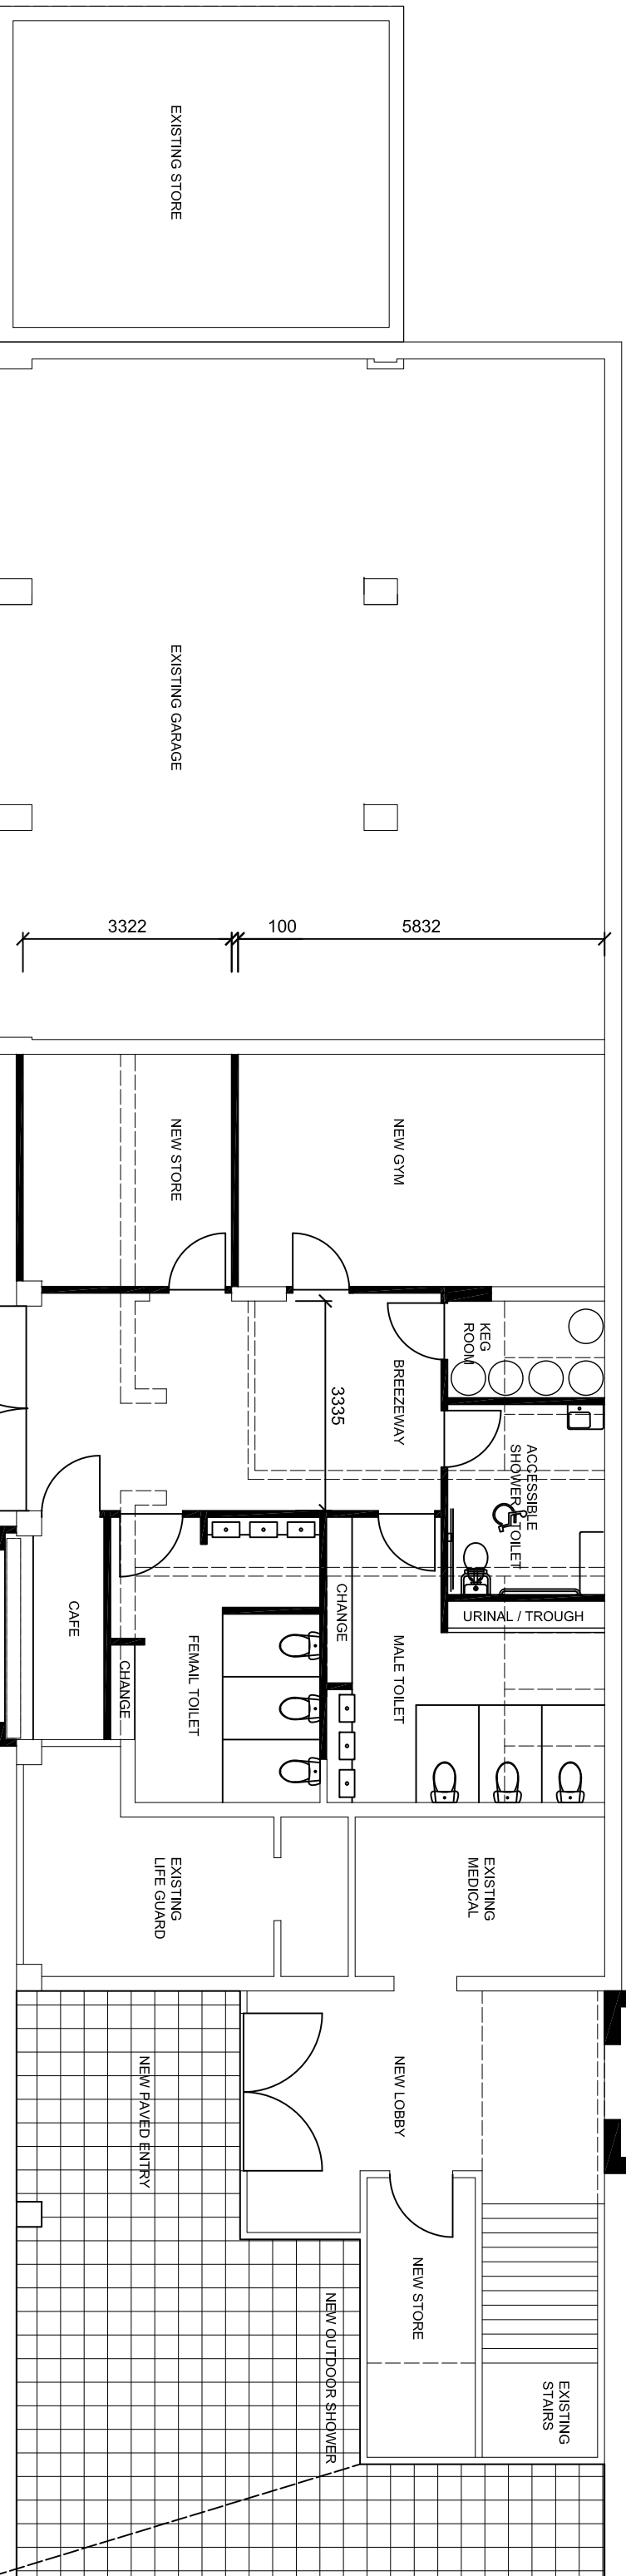 EXISTING STORE
EXISTING GARAGE
3322
100
5832
NEW STORE
NEW GYM
KEG
ROOM
BREEZEWAY
3335
ACCESSIBLE
SHOWER / TOILET
URINAL / TROUGH
CAFE
CHANGE
FEMAIL TOILET
CHANGE
MALE TOILET
EXISTING
LIFE GUARD
EXISTING
MEDICAL
NEW PAVED ENTRY
NEW LOBBY
NEW STORE
NEW OUTDOOR SHOWER
EXISTING
STAIRS